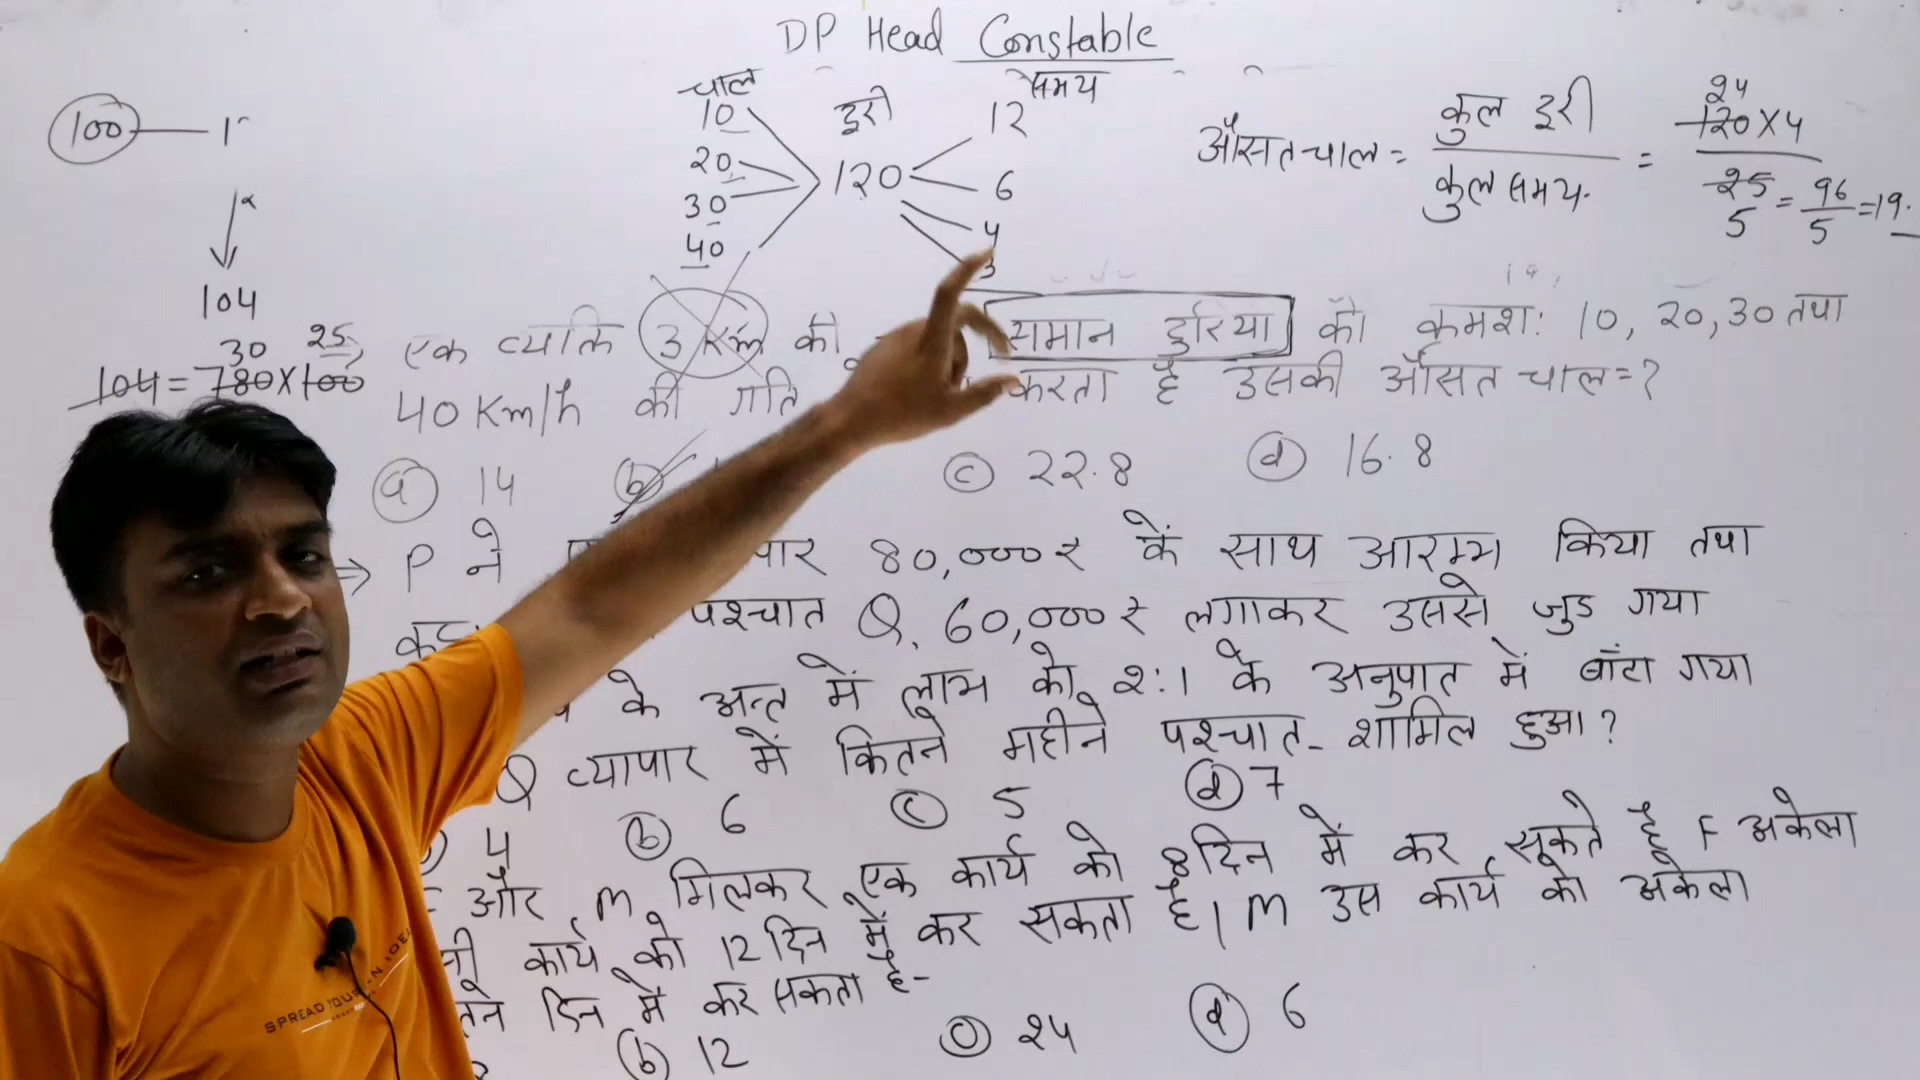 DP Head Constable
चाल दूरी समय
10 12
20 120 6
30 4
40 3
औसत चाल = कुल दूरी / कुल समय = 120×4 / 25 = 96/5 = 19.
24
5
100
104
30 25
104 = 780×100
एक व्यक्ति 3 Km की समान दुरिया को क्रमशः 10, 20, 30 तथा
40 Km/h की गति करता है उसकी औसत चाल=?
(a) 14 (b) (c) 22.8 (d) 16.8
→ P ने 80,000₹ के साथ आरम्भ किया तथा
पश्चात Q, 60,000₹ लगाकर उससे जुड गया
के अन्त में लाभ को 2:1 के अनुपात में बाँटा गया
Q व्यापार में कितने महीने पश्चात- शामिल हुआ?
4 (b) 6 (c) 5 (d) 7
और m मिलकर एक कार्य को 8 दिन में कर सकते है F अकेला
कार्य को 12 दिन में कर सकता है। M उस कार्य को अकेला
दिन में कर सकता है-
(b) 12 (c) 24 (d) 6
SPREAD YOUR